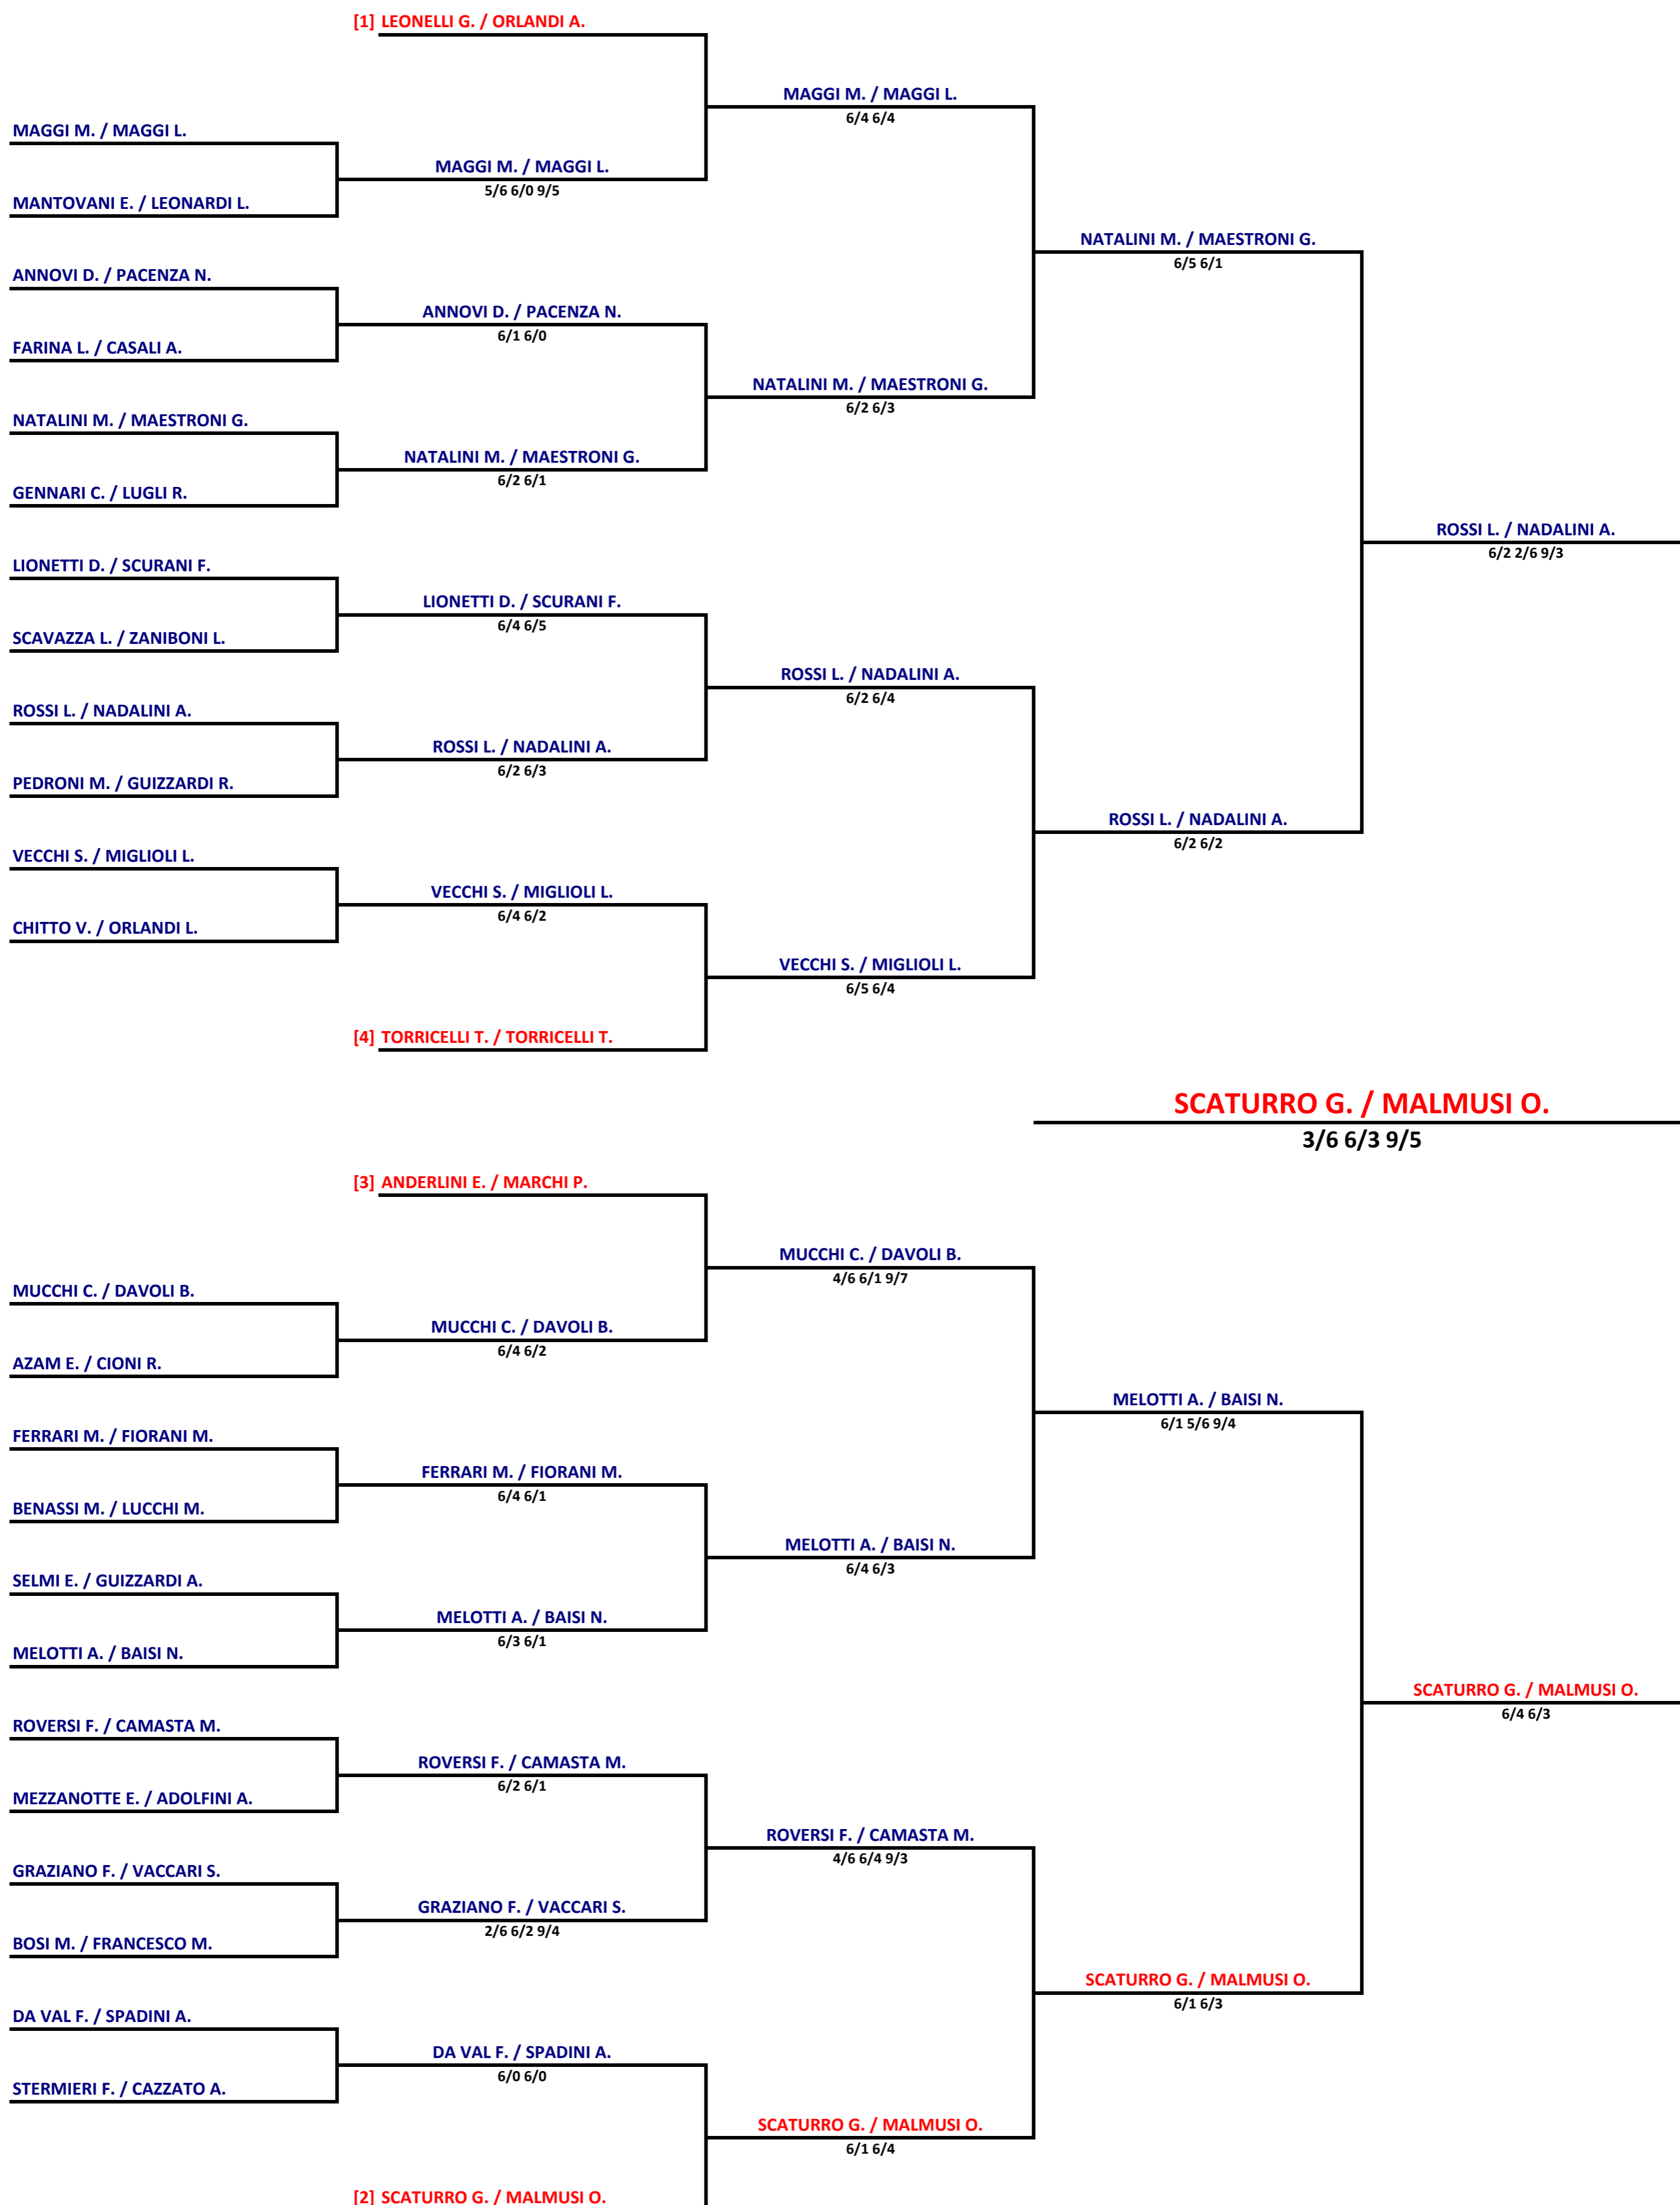 [1] LEONELLI G. / ORLANDI A.
MAGGI M. / MAGGI L.
6/4 6/4
MAGGI M. / MAGGI L.
MAGGI M. / MAGGI L.
5/6 6/0 9/5
MANTOVANI E. / LEONARDI L.
NATALINI M. / MAESTRONI G.
6/5 6/1
ANNOVI D. / PACENZA N.
ANNOVI D. / PACENZA N.
6/1 6/0
FARINA L. / CASALI A.
NATALINI M. / MAESTRONI G.
6/2 6/3
NATALINI M. / MAESTRONI G.
NATALINI M. / MAESTRONI G.
6/2 6/1
GENNARI C. / LUGLI R.
ROSSI L. / NADALINI A.
6/2 2/6 9/3
LIONETTI D. / SCURANI F.
LIONETTI D. / SCURANI F.
6/4 6/5
SCAVAZZA L. / ZANIBONI L.
ROSSI L. / NADALINI A.
6/2 6/4
ROSSI L. / NADALINI A.
ROSSI L. / NADALINI A.
6/2 6/3
PEDRONI M. / GUIZZARDI R.
ROSSI L. / NADALINI A.
6/2 6/2
VECCHI S. / MIGLIOLI L.
VECCHI S. / MIGLIOLI L.
6/4 6/2
CHITTO V. / ORLANDI L.
VECCHI S. / MIGLIOLI L.
6/5 6/4
[4] TORRICELLI T. / TORRICELLI T.
SCATURRO G. / MALMUSI O.
3/6 6/3 9/5
[3] ANDERLINI E. / MARCHI P.
MUCCHI C. / DAVOLI B.
4/6 6/1 9/7
MUCCHI C. / DAVOLI B.
MUCCHI C. / DAVOLI B.
6/4 6/2
AZAM E. / CIONI R.
MELOTTI A. / BAISI N.
6/1 5/6 9/4
FERRARI M. / FIORANI M.
FERRARI M. / FIORANI M.
6/4 6/1
BENASSI M. / LUCCHI M.
MELOTTI A. / BAISI N.
6/4 6/3
SELMI E. / GUIZZARDI A.
MELOTTI A. / BAISI N.
6/3 6/1
MELOTTI A. / BAISI N.
SCATURRO G. / MALMUSI O.
6/4 6/3
ROVERSI F. / CAMASTA M.
ROVERSI F. / CAMASTA M.
6/2 6/1
MEZZANOTTE E. / ADOLFINI A.
ROVERSI F. / CAMASTA M.
4/6 6/4 9/3
GRAZIANO F. / VACCARI S.
GRAZIANO F. / VACCARI S.
2/6 6/2 9/4
BOSI M. / FRANCESCO M.
SCATURRO G. / MALMUSI O.
6/1 6/3
DA VAL F. / SPADINI A.
DA VAL F. / SPADINI A.
6/0 6/0
STERMIERI F. / CAZZATO A.
SCATURRO G. / MALMUSI O.
6/1 6/4
[2] SCATURRO G. / MALMUSI O.